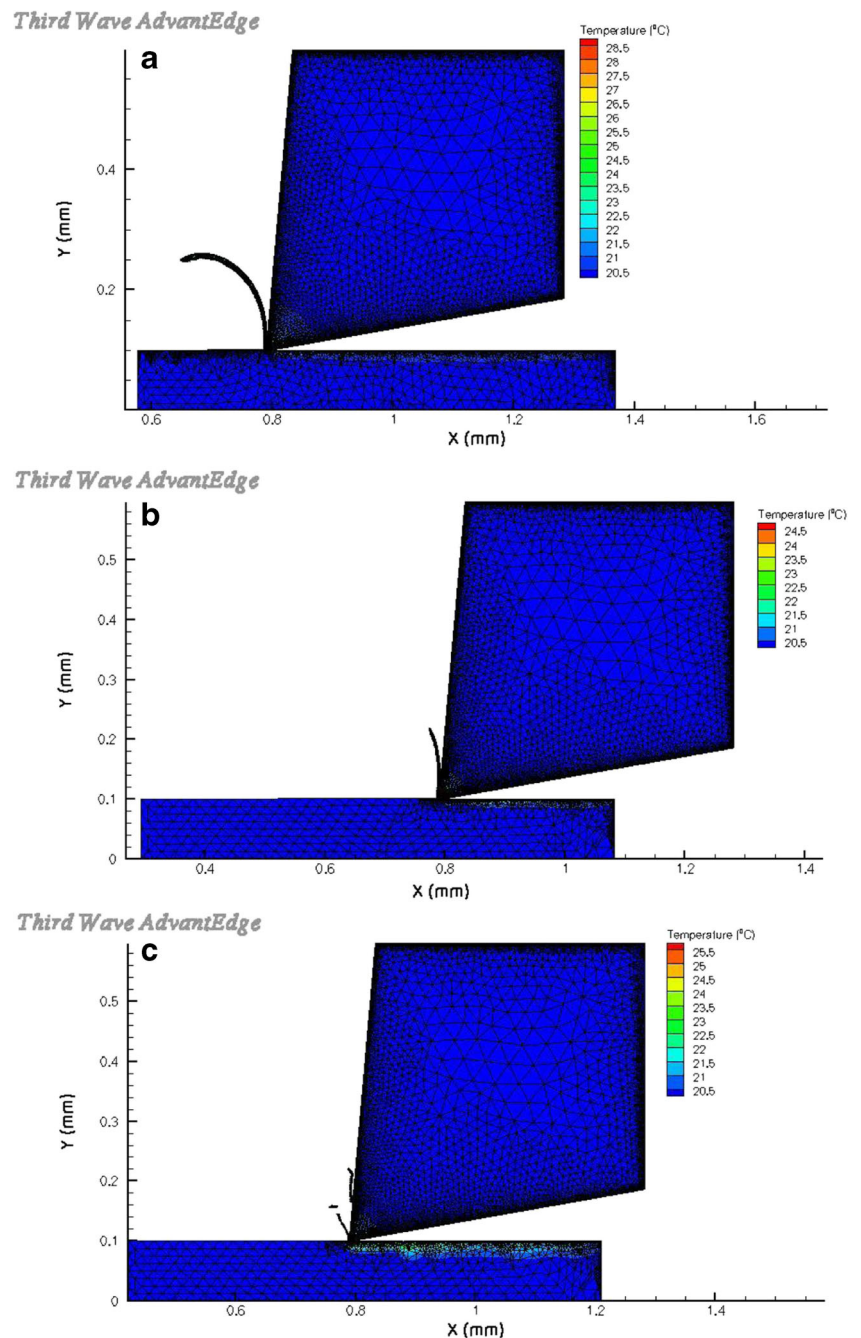 Third Wave AdvantEdge
a
Temperature (⁰C)
28.5
28
27.5
27
26.5
26
25.5
25
24.5
24
23.5
23
22.5
22
21.5
21
20.5
Y (mm)
0.4
0.2
0.6 0.8 1 1.2 1.4 1.6
X (mm)
Third Wave AdvantEdge
b
Temperature (⁰C)
24.5
24
23.5
23
22.5
22
21.5
21
20.5
Y (mm)
0.5
0.4
0.3
0.2
0.1
0
0.4 0.6 0.8 1 1.2 1.4
X (mm)
Third Wave AdvantEdge
c
Temperature (⁰C)
25.5
25
24.5
24
23.5
23
22.5
22
21.5
21
20.5
Y (mm)
0.5
0.4
0.3
0.2
0.1
0
0.6 0.8 1 1.2 1.4
X (mm)